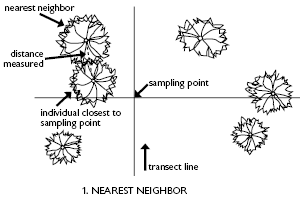 nearest neighbor
distance
measured
sampling point
individual closest to
sampling point
transect line
1. NEAREST NEIGHBOR